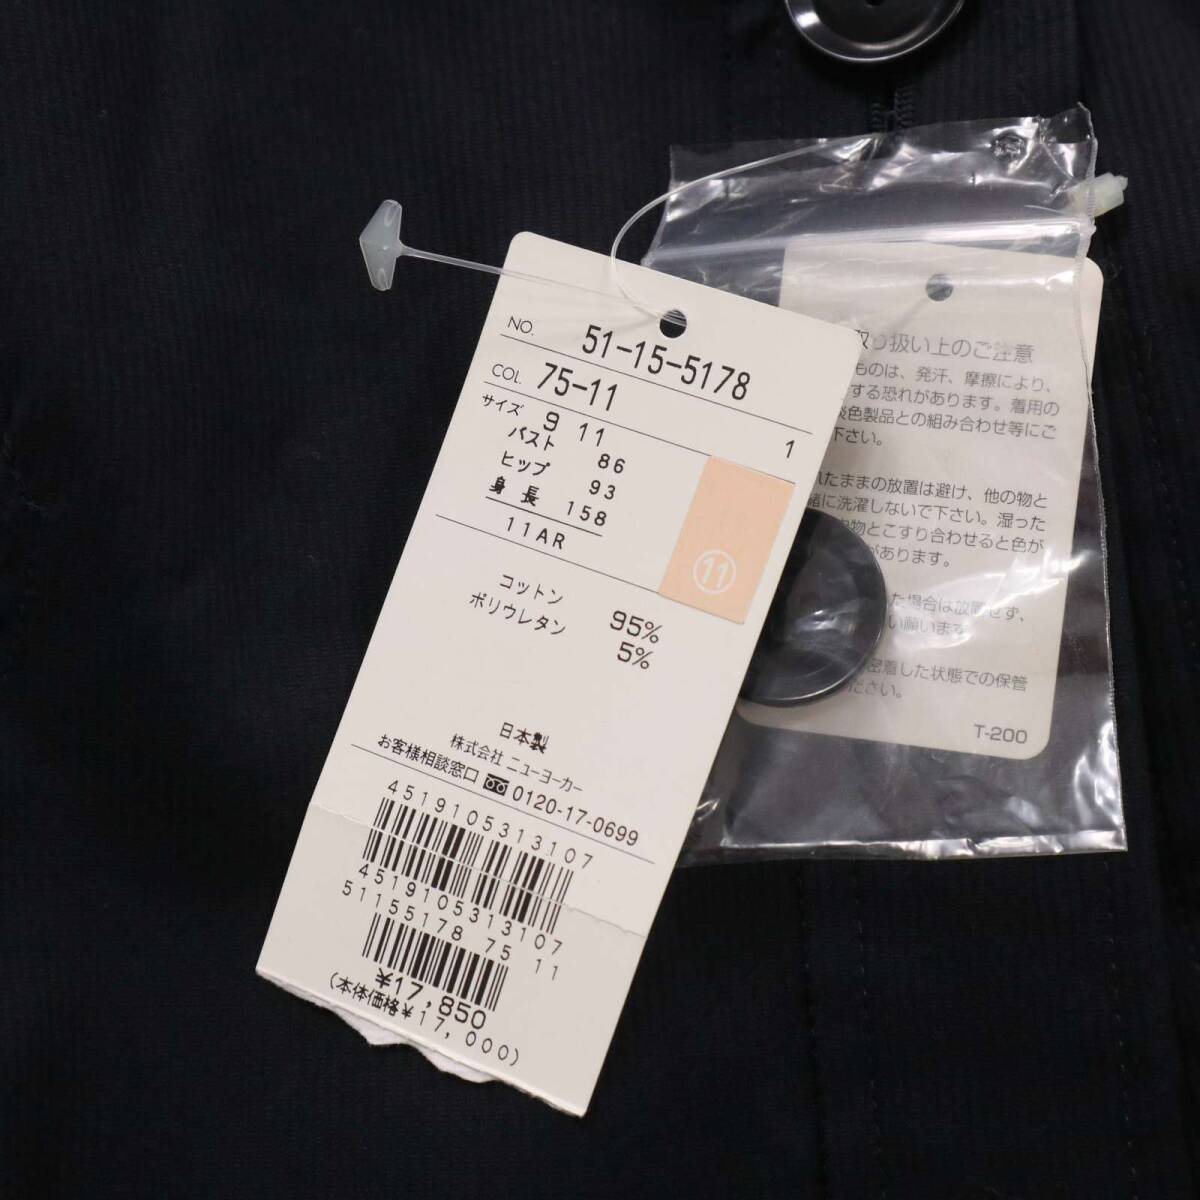 NO. 51-15-5178
COL. 75-11 1
サイズ 9 11
バスト 86
ヒップ 93
身長 158
11AR
11
コットン 95%
ポリウレタン 5%
日本製
株式会社 ニューヨーカー
お客様相談窓口 0120-17-0699
4519105313107
4519105313107
51155178 75 11
¥17,850
(本体価格¥17,000)
取り扱い上のご注意
ものは、発汗、摩擦により、
する恐れがあります。着用の
色製品との組み合わせ等にご
下さい。
れたままの放置は避け、他の物と
緒に洗濯しないで下さい。湿った
物とこすり合わせると色が
があります。
た場合は放置せず、
い願います。
密着した状態での保管
ださい。
T-200